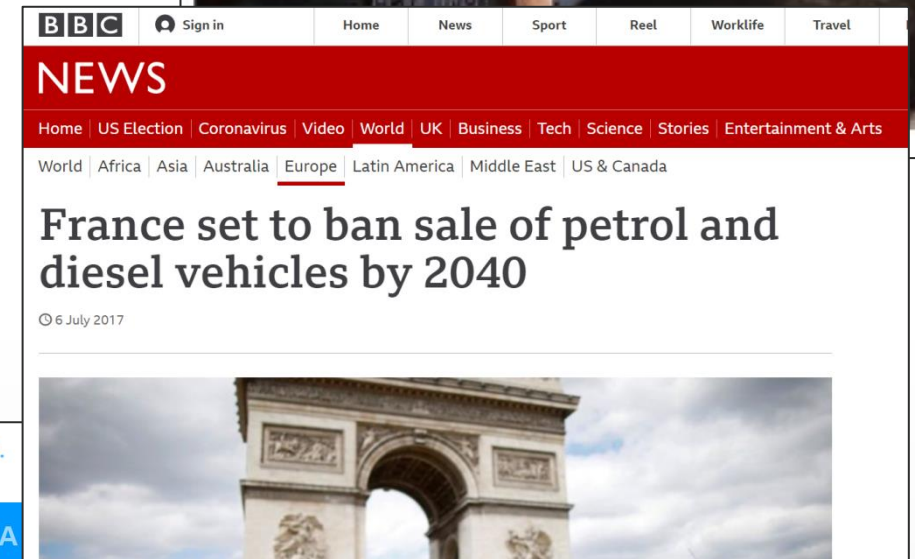 BBC Sign in Home News Sport Reel Worklife Travel
NEWS
Home US Election Coronavirus Video World UK Business Tech Science Stories Entertainment & Arts
World Africa Asia Australia Europe Latin America Middle East US & Canada
France set to ban sale of petrol and
diesel vehicles by 2040
6 July 2017
A